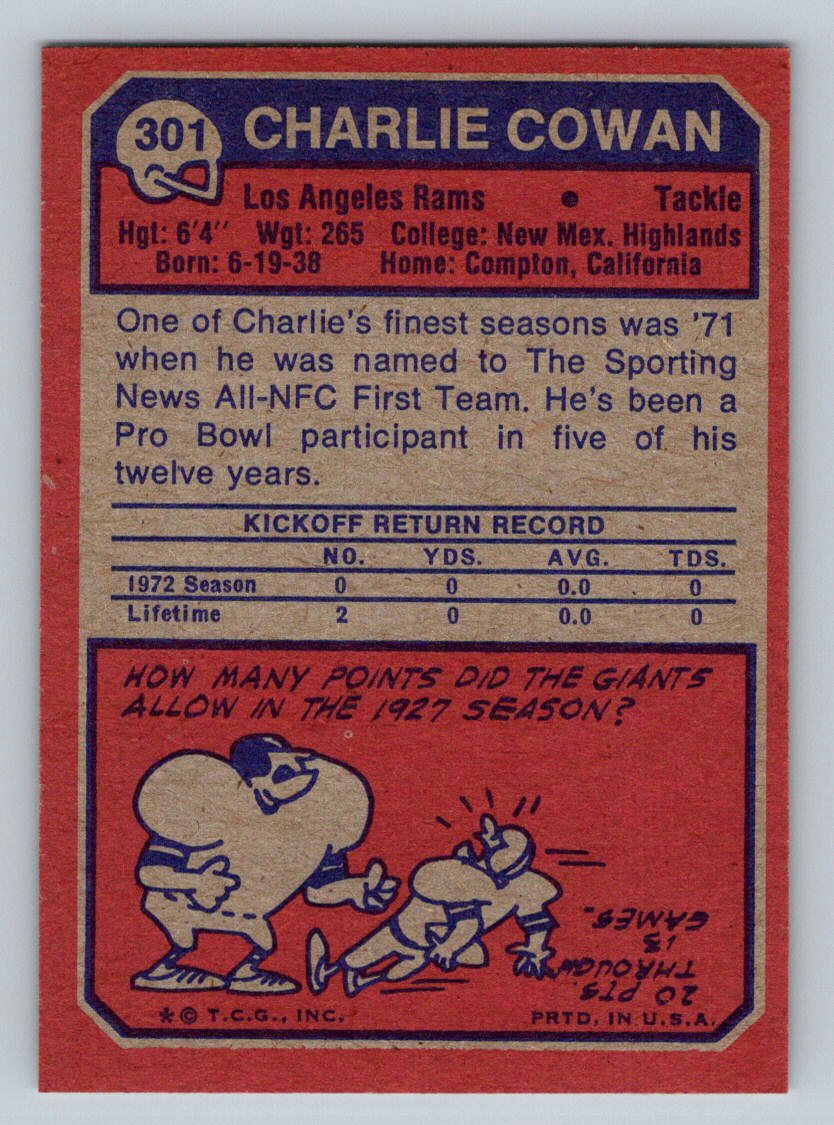 301 CHARLIE COWAN
Los Angeles Rams • Tackle
Hgt: 6'4" Wgt: 265 College: New Mex. Highlands
Born: 6-19-38 Home: Compton, California
One of Charlie's finest seasons was '71
when he was named to The Sporting
News All-NFC First Team. He's been a
Pro Bowl participant in five of his
twelve years.
KICKOFF RETURN RECORD
NO. YDS. AVG. TDS.
1972 Season 0 0 0.0 0
Lifetime 2 0 0.0 0
HOW MANY POINTS DID THE GIANTS
ALLOW IN THE 1927 SEASON?
20 PTS
THROUGH
13
GAMES.
* © T.C.G., INC. PRTD. IN U.S.A.